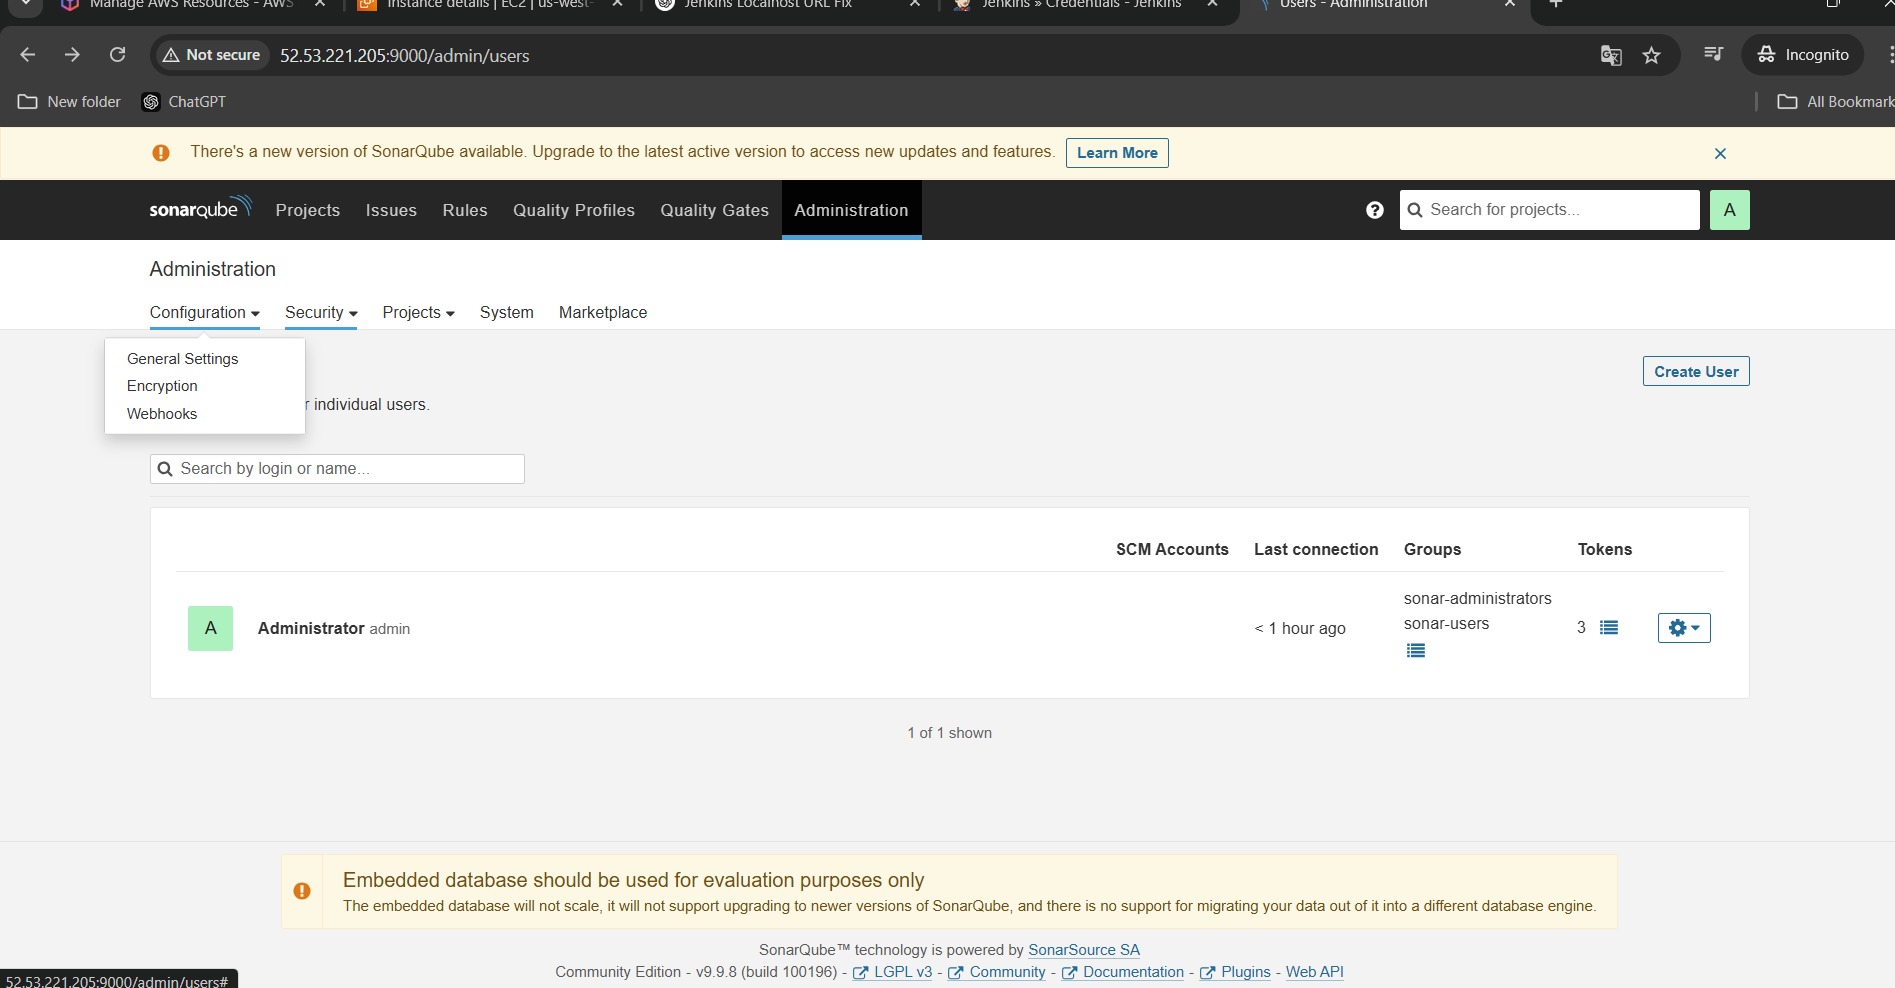 Manage AWS Resources - AWS
Instance details | EC2 | us-west-
Jenkins Localhost URL Fix
Jenkins » Credentials - Jenkins
Users - Administration
Not secure
52.53.221.205:9000/admin/users
Incognito
New folder
ChatGPT
All Bookmark
There's a new version of SonarQube available. Upgrade to the latest active version to access new updates and features.
Learn More
sonarqube
Projects
Issues
Rules
Quality Profiles
Quality Gates
Administration
Search for projects...
A
Administration
Configuration
Security
Projects
System
Marketplace
General Settings
Encryption
Webhooks
Create User
r individual users.
Search by login or name...
SCM Accounts
Last connection
Groups
Tokens
A
Administrator admin
< 1 hour ago
sonar-administrators
sonar-users
3
1 of 1 shown
Embedded database should be used for evaluation purposes only
The embedded database will not scale, it will not support upgrading to newer versions of SonarQube, and there is no support for migrating your data out of it into a different database engine.
SonarQube™ technology is powered by SonarSource SA
Community Edition - v9.9.8 (build 100196) - LGPL v3 - Community - Documentation - Plugins - Web API
52.53.221.205:9000/admin/users#